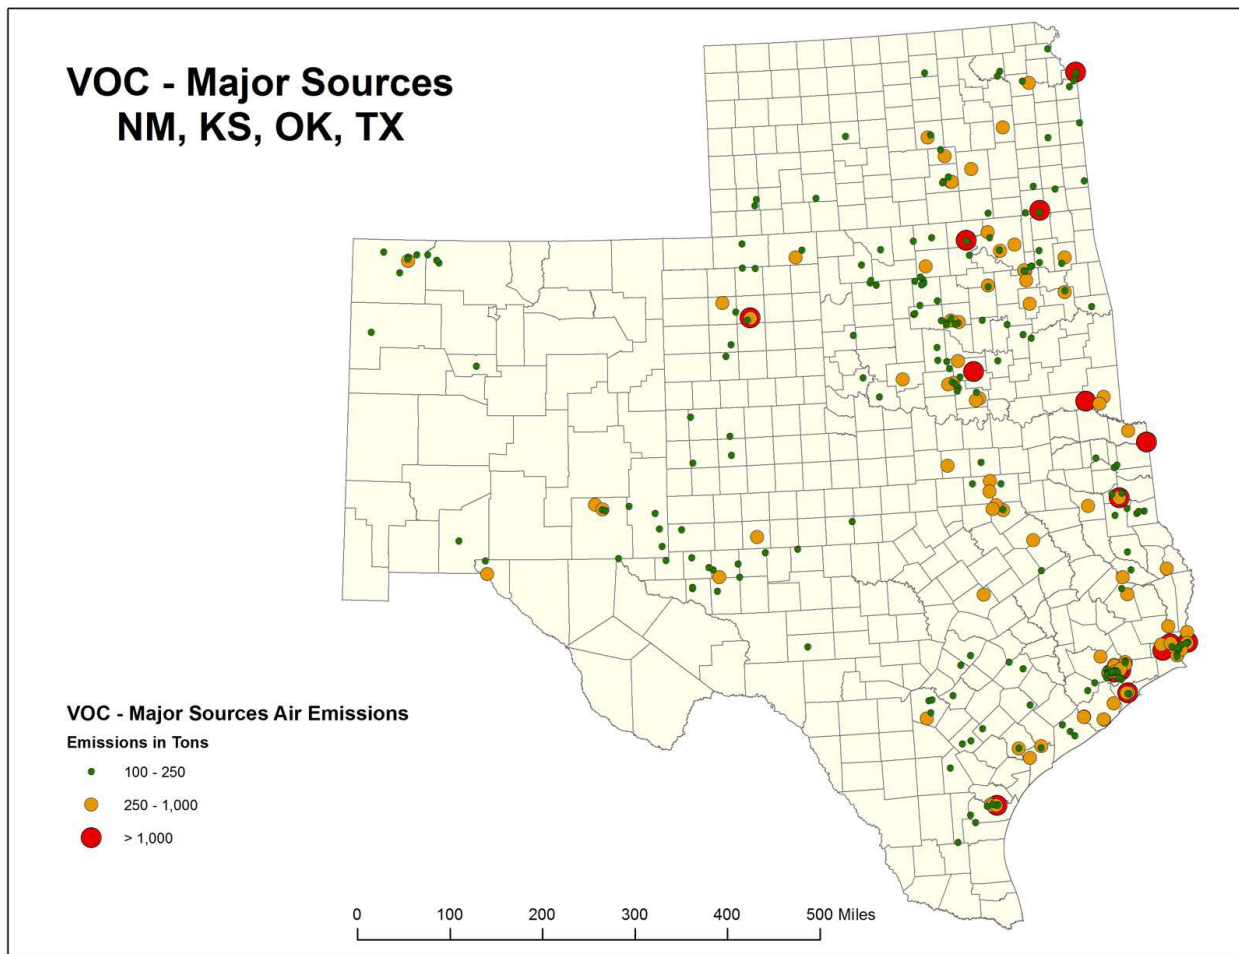 VOC - Major Sources
NM, KS, OK, TX
VOC - Major Sources Air Emissions
Emissions in Tons
100 - 250
250 - 1,000
> 1,000
0 100 200 300 400 500 Miles